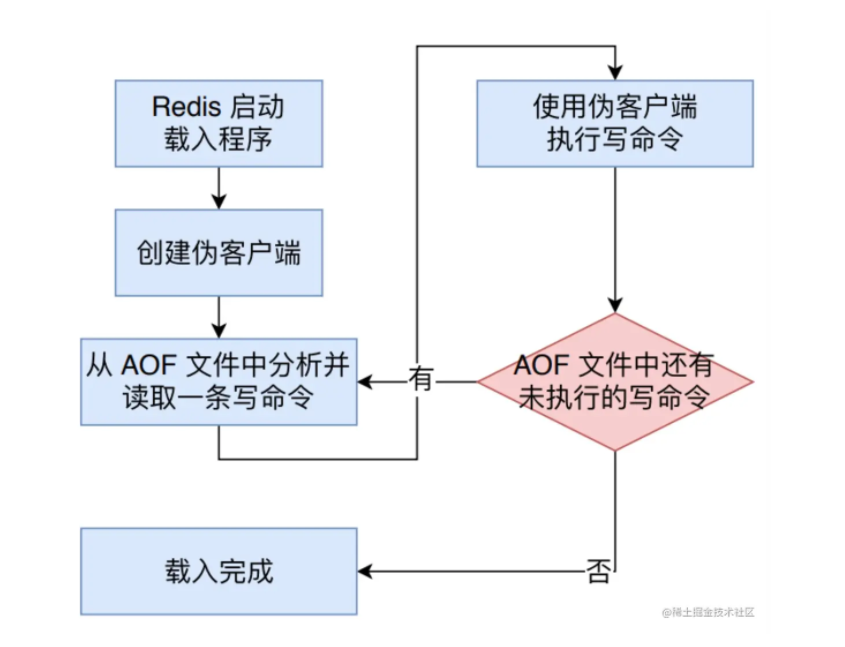 Redis 启动
载入程序
创建伪客户端
从 AOF 文件中分析并
读取一条写命令
使用伪客户端
执行写命令
AOF 文件中还有
未执行的写命令
有
否
载入完成
@稀土掘金技术社区